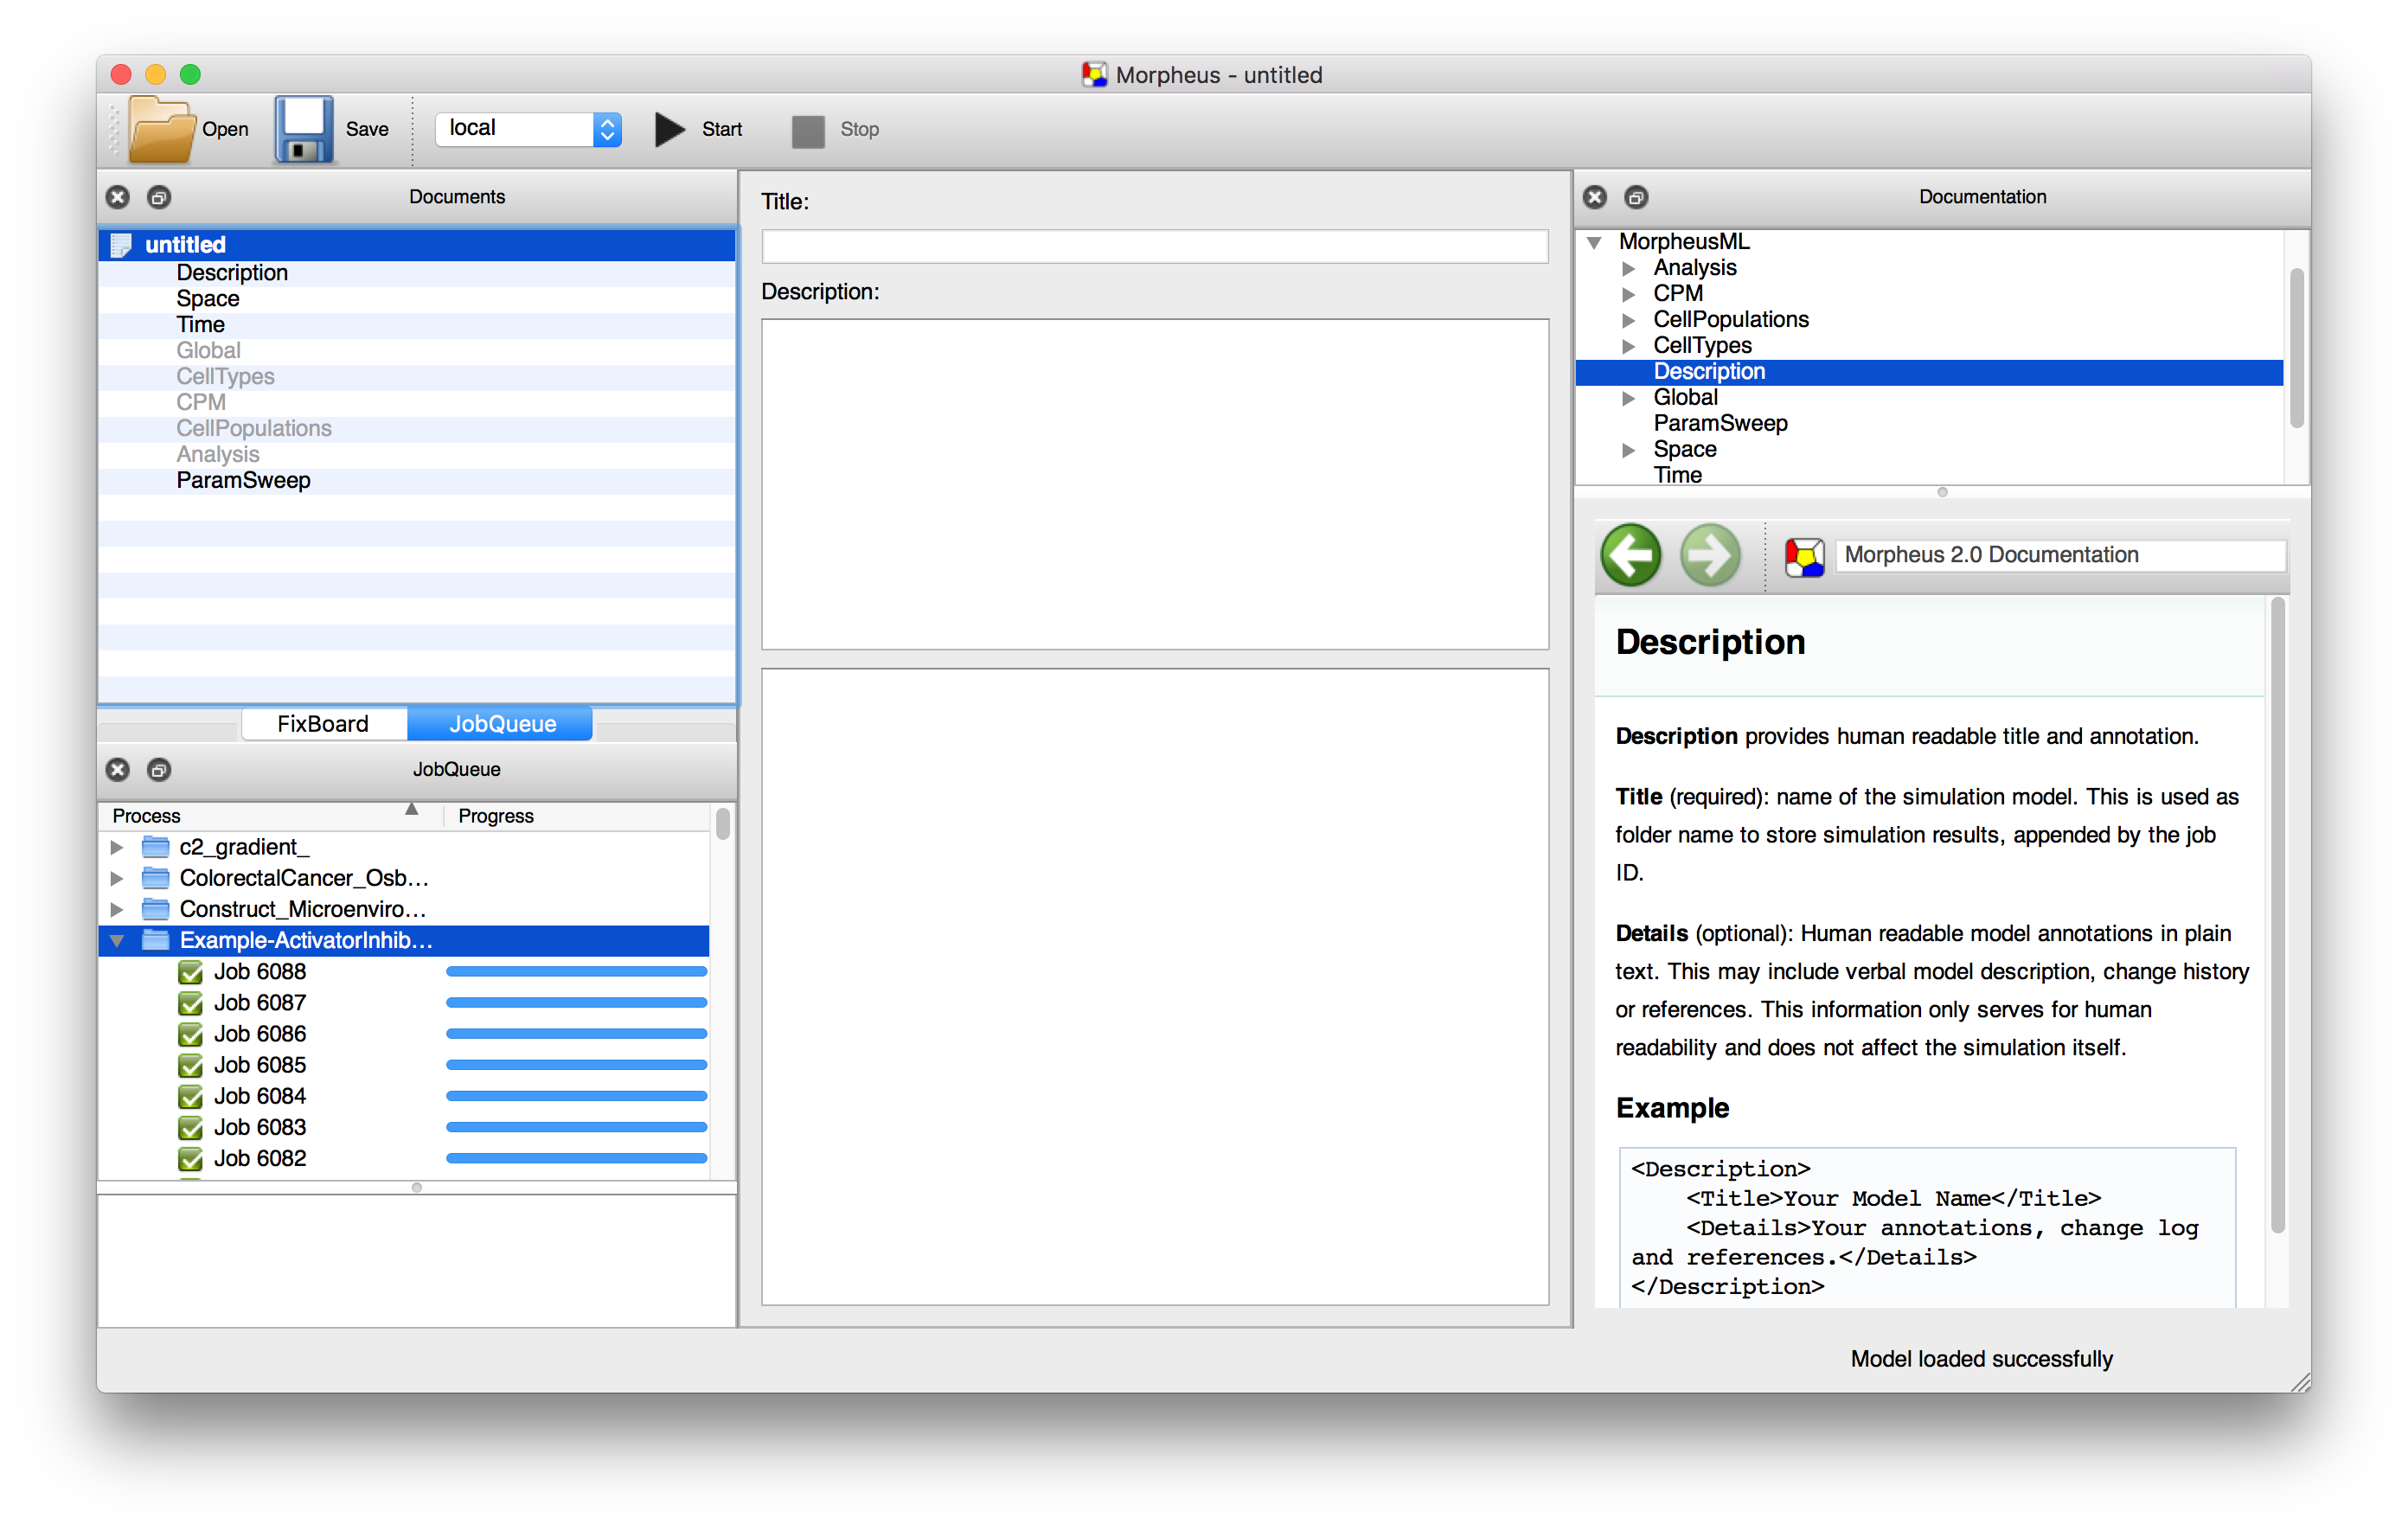 Morpheus - untitled
Open
Save
local
Start
Stop
Documents
untitled
Description
Space
Time
Global
CellTypes
CPM
CellPopulations
Analysis
ParamSweep
FixBoard
JobQueue
JobQueue
Process
Progress
c2_gradient_
ColorectalCancer_Osb...
Construct_Microenviro...
Example-ActivatorInhib...
Job 6088
Job 6087
Job 6086
Job 6085
Job 6084
Job 6083
Job 6082
Title:
Description:
Documentation
MorpheusML
Analysis
CPM
CellPopulations
CellTypes
Description
Global
ParamSweep
Space
Time
Morpheus 2.0 Documentation
Description
Description provides human readable title and annotation.
Title (required): name of the simulation model. This is used as
folder name to store simulation results, appended by the job
ID.
Details (optional): Human readable model annotations in plain
text. This may include verbal model description, change history
or references. This information only serves for human
readability and does not affect the simulation itself.
Example
<Description>
    <Title>Your Model Name</Title>
    <Details>Your annotations, change log
and references.</Details>
</Description>
Model loaded successfully